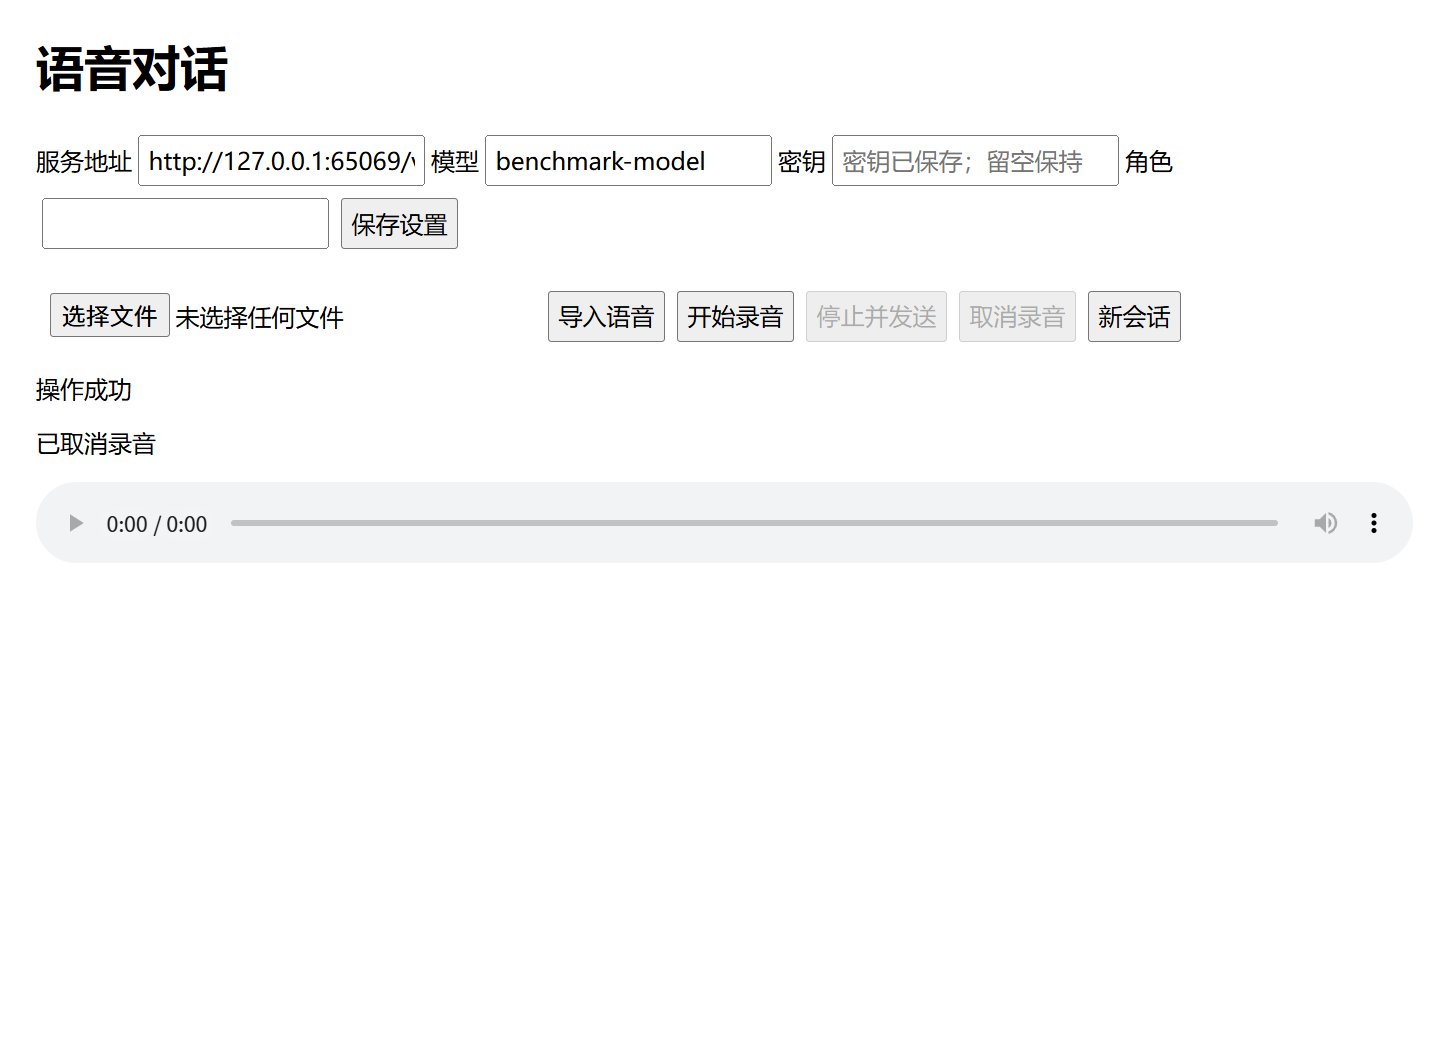 语音对话
服务地址 http://127.0.0.1:65069/v 模型 benchmark-model 密钥 密钥已保存；留空保持 角色
保存设置
选择文件 未选择任何文件 导入语音 开始录音 停止并发送 取消录音 新会话
操作成功
已取消录音
0:00 / 0:00